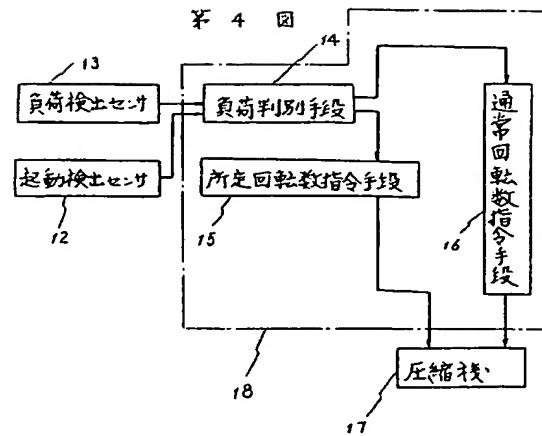 第 4 図
13
14
負荷検出センサ
負荷判別手段
起動検出センサ
12
所定回転数指令手段
15
通常回転数指令手段
16
18
圧縮機
17